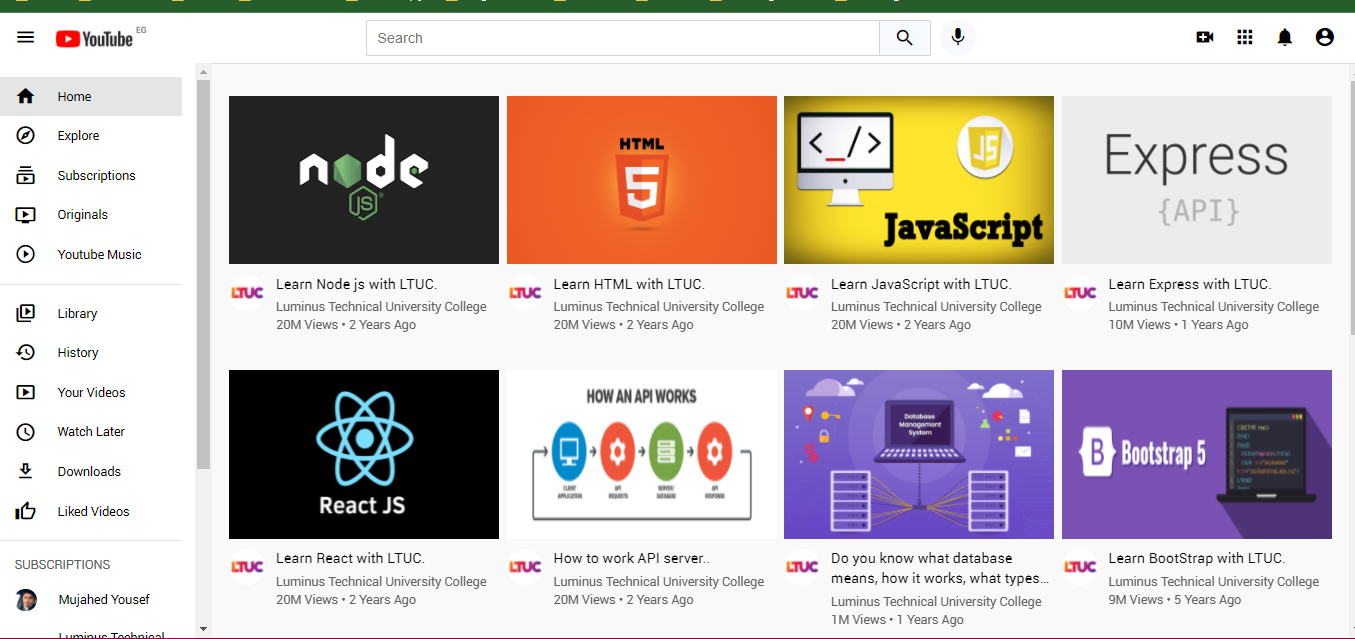 YouTube EG
Search
Home
Explore
Subscriptions
Originals
Youtube Music
Library
History
Your Videos
Watch Later
Downloads
Liked Videos
SUBSCRIPTIONS
Mujahed Yousef
Luminus Technical
node
JS
Learn Node js with LTUC.
LTUC
Luminus Technical University College
20M Views • 2 Years Ago
HTML
5
Learn HTML with LTUC.
LTUC
Luminus Technical University College
20M Views • 2 Years Ago
<_/>
JS
JavaScript
Learn JavaScript with LTUC.
LTUC
Luminus Technical University College
20M Views • 2 Years Ago
Express
{API}
Learn Express with LTUC.
LTUC
Luminus Technical University College
10M Views • 1 Years Ago
React JS
Learn React with LTUC.
LTUC
Luminus Technical University College
20M Views • 2 Years Ago
HOW AN API WORKS
CLIENT APPLICATION
API REQUESTS
SERVER/ DATABASE
API RESPONSE
How to work API server..
LTUC
Luminus Technical University College
20M Views • 2 Years Ago
Database
Management
System
Do you know what database
means, how it works, what types...
LTUC
Luminus Technical University College
1M Views • 1 Years Ago
B
Bootstrap 5
Learn BootStrap with LTUC.
LTUC
Luminus Technical University College
9M Views • 5 Years Ago